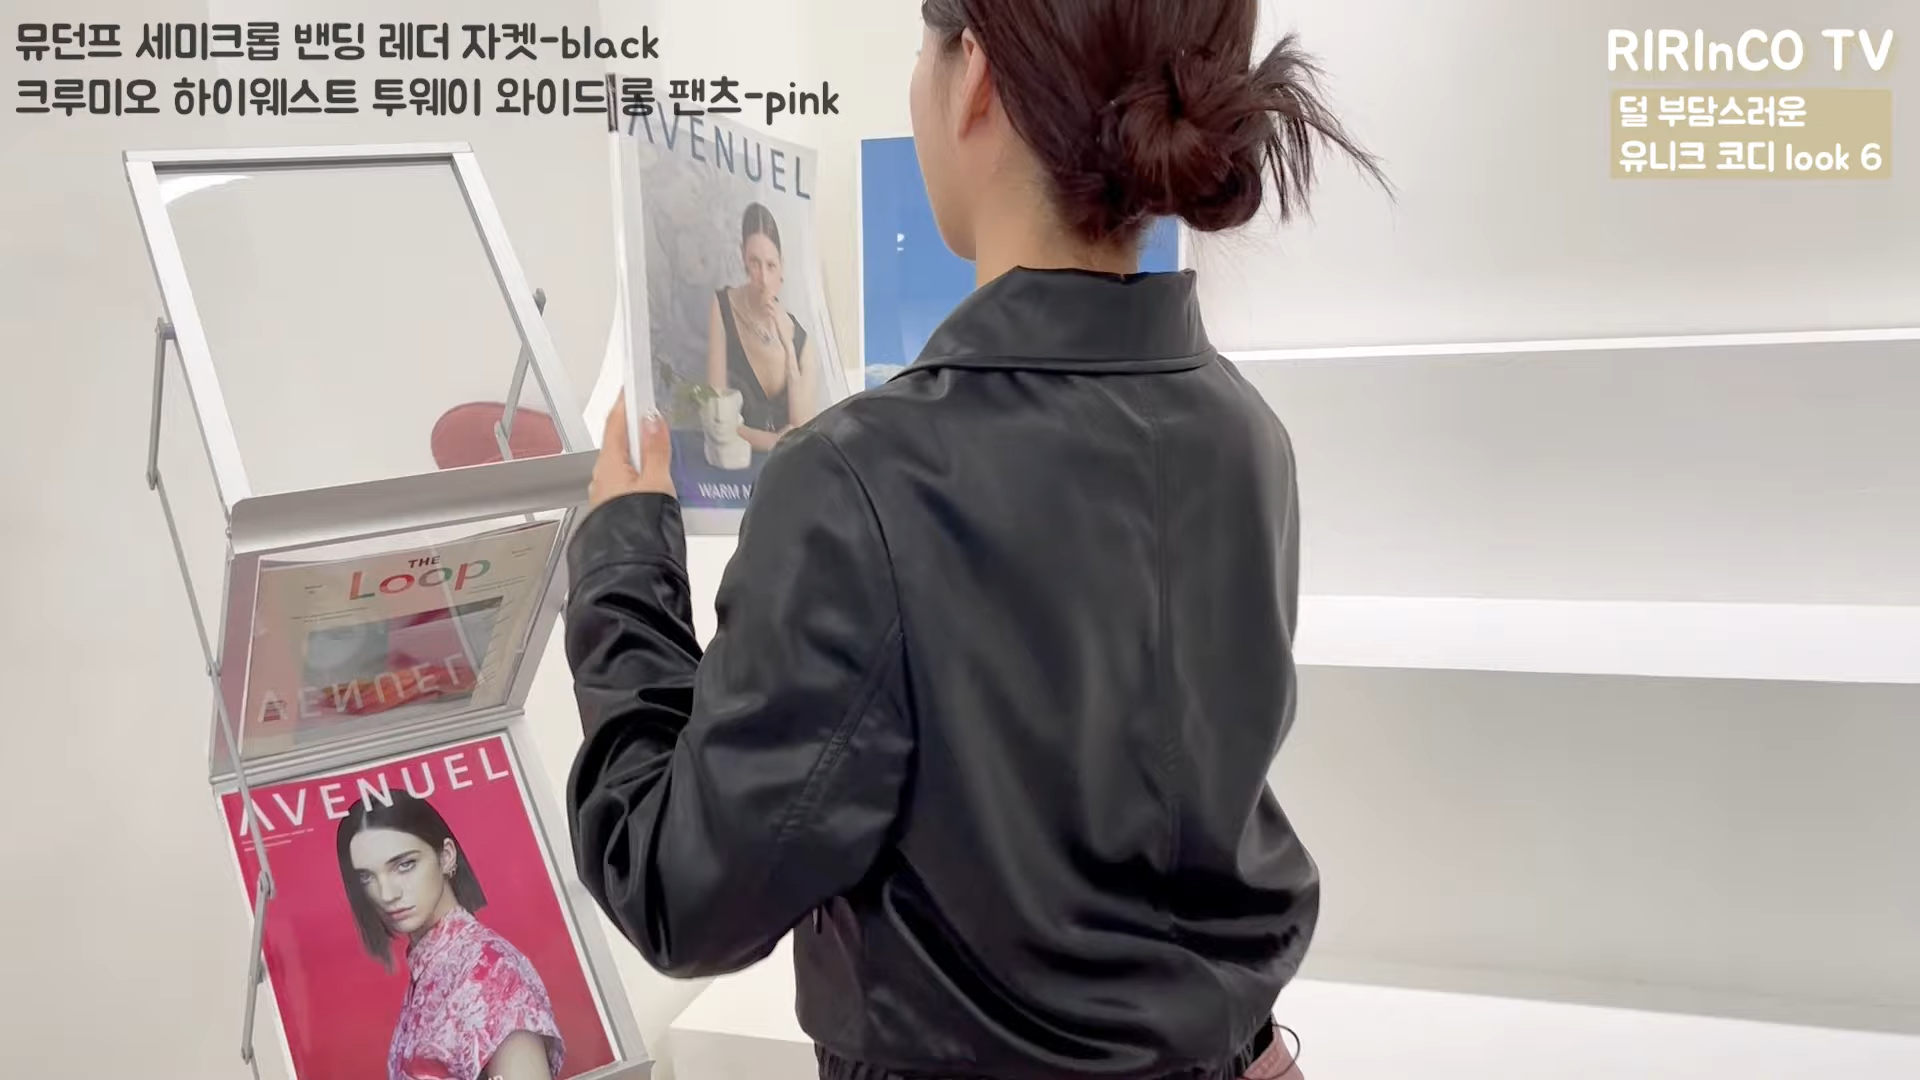 뮤던프 세미크롭 밴딩 레더 자켓-black
크루미오 하이웨스트 투웨이 와이드 롱 팬츠-pink
RIRInCO TV
덜 부담스러운
유니크 코디 look 6
AVENUEL
WARM
THE
Loop
AVENUEL
AVENUEL